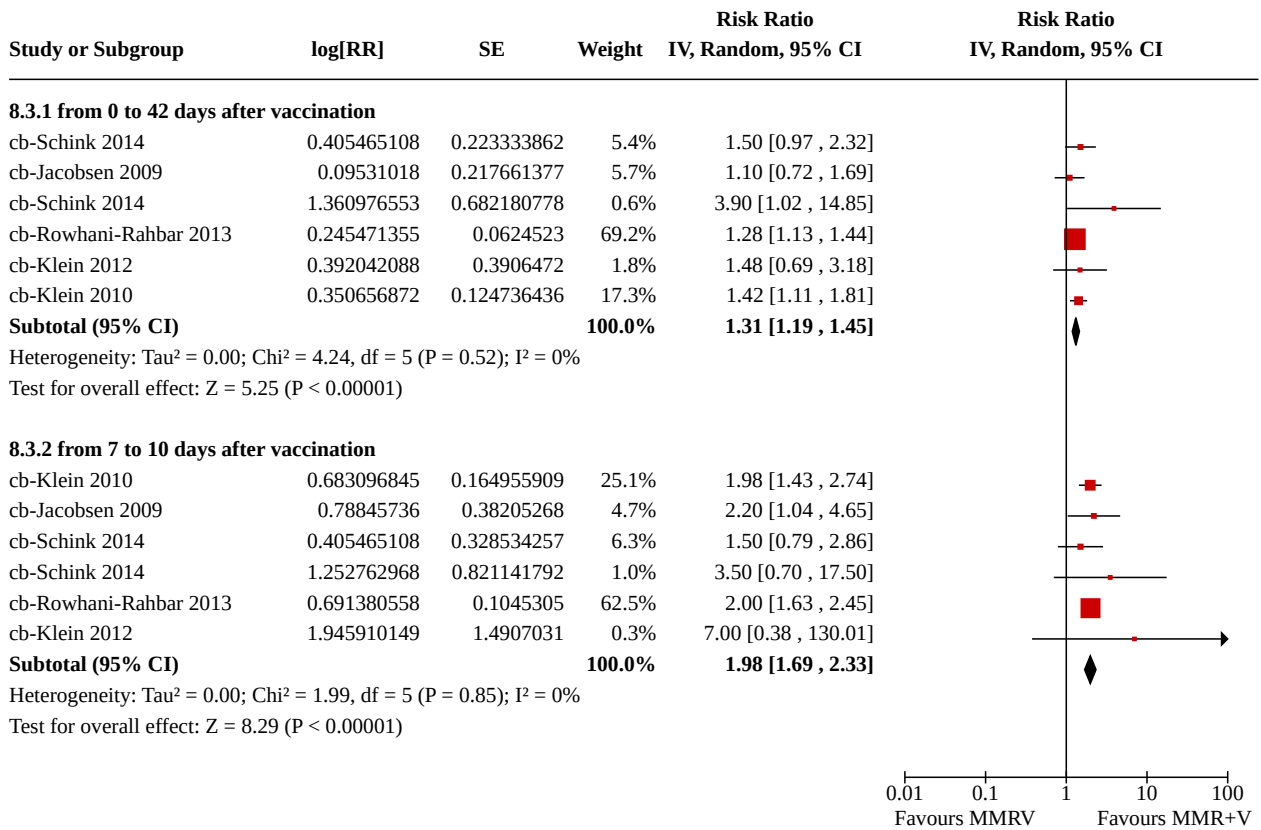 Risk Ratio Risk Ratio
Study or Subgroup log[RR] SE Weight IV, Random, 95% CI IV, Random, 95% CI
8.3.1 from 0 to 42 days after vaccination
cb-Schink 2014 0.405465108 0.223333862 5.4% 1.50 [0.97 , 2.32]
cb-Jacobsen 2009 0.09531018 0.217661377 5.7% 1.10 [0.72 , 1.69]
cb-Schink 2014 1.360976553 0.682180778 0.6% 3.90 [1.02 , 14.85]
cb-Rowhani-Rahbar 2013 0.245471355 0.0624523 69.2% 1.28 [1.13 , 1.44]
cb-Klein 2012 0.392042088 0.3906472 1.8% 1.48 [0.69 , 3.18]
cb-Klein 2010 0.350656872 0.124736436 17.3% 1.42 [1.11 , 1.81]
Subtotal (95% CI) 100.0% 1.31 [1.19 , 1.45]
Heterogeneity: Tau² = 0.00; Chi² = 4.24, df = 5 (P = 0.52); I² = 0%
Test for overall effect: Z = 5.25 (P < 0.00001)
8.3.2 from 7 to 10 days after vaccination
cb-Klein 2010 0.683096845 0.164955909 25.1% 1.98 [1.43 , 2.74]
cb-Jacobsen 2009 0.78845736 0.38205268 4.7% 2.20 [1.04 , 4.65]
cb-Schink 2014 0.405465108 0.328534257 6.3% 1.50 [0.79 , 2.86]
cb-Schink 2014 1.252762968 0.821141792 1.0% 3.50 [0.70 , 17.50]
cb-Rowhani-Rahbar 2013 0.691380558 0.1045305 62.5% 2.00 [1.63 , 2.45]
cb-Klein 2012 1.945910149 1.4907031 0.3% 7.00 [0.38 , 130.01]
Subtotal (95% CI) 100.0% 1.98 [1.69 , 2.33]
Heterogeneity: Tau² = 0.00; Chi² = 1.99, df = 5 (P = 0.85); I² = 0%
Test for overall effect: Z = 8.29 (P < 0.00001)
0.01 0.1 1 10 100
Favours MMRV Favours MMR+V